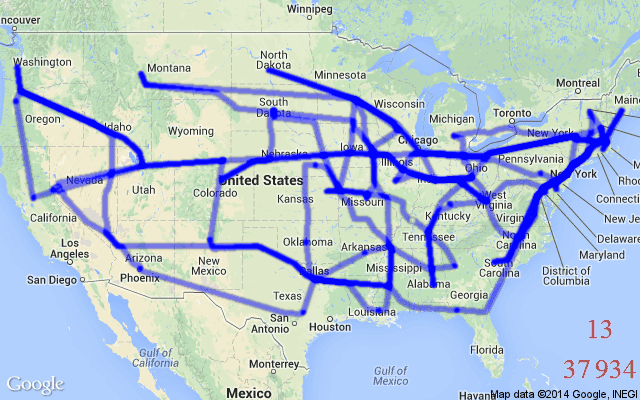 Winnipeg
Vancouver
Washington
Montana
North
Dakota
Minnesota
Montreal
Maine
Oregon
Idaho
South
Dakota
Wisconsin
Michigan
Toronto
Wyoming
New York
Chicago
Nebraska
Iowa
Illinois
Ohio
Pennsylvania
Nevada
Utah
Colorado
United States
New York
Kansas
Missouri
West
Virginia
Virginia
Kentucky
Connecticut
New Je
California
Delaware
Maryland
Los
Angeles
Arizona
New
Mexico
Oklahoma
Arkansas
Tennessee
North
Carolina
South
Carolina
District of
Columbia
San Diego
Phoenix
Dallas
Mississippi
Alabama
Georgia
Texas
San
Antonio
Houston
Louisiana
Florida
13
Gulf of
California
Monterrey
Gulf of
Mexico
37 934
Google
Mexico
Havana
Map data ©2014 Google, INEGI